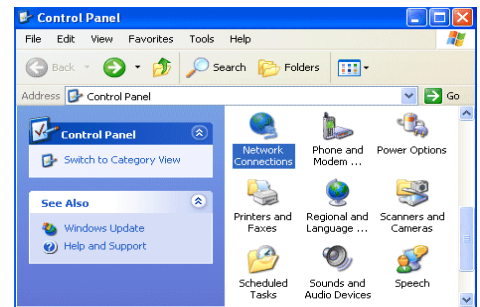 Control Panel
File Edit View Favorites Tools Help
Back Search Folders
Address Control Panel Go
Control Panel
Switch to Category View
See Also
Windows Update
Help and Support
Network Connections
Phone and Modem ...
Power Options
Printers and Faxes
Regional and Language ...
Scanners and Cameras
Scheduled Tasks
Sounds and Audio Devices
Speech